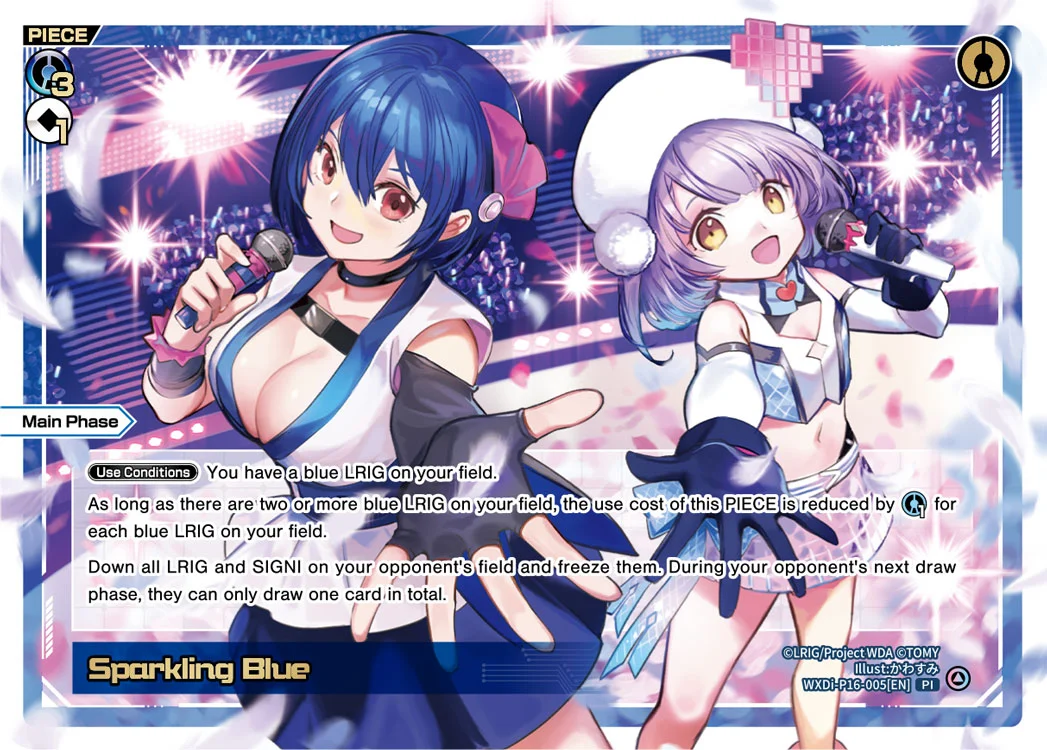 PIECE
3
1
Main Phase
Use Conditions You have a blue LRIG on your field.
As long as there are two or more blue LRIG on your field, the use cost of this PIECE is reduced by 1 for
each blue LRIG on your field.
Down all LRIG and SIGNI on your opponent's field and freeze them. During your opponent's next draw
phase, they can only draw one card in total.
Sparkling Blue
©LRIG/Project WDA ©TOMY
Illust:かわすみ
WXDi-P16-005[EN] PI